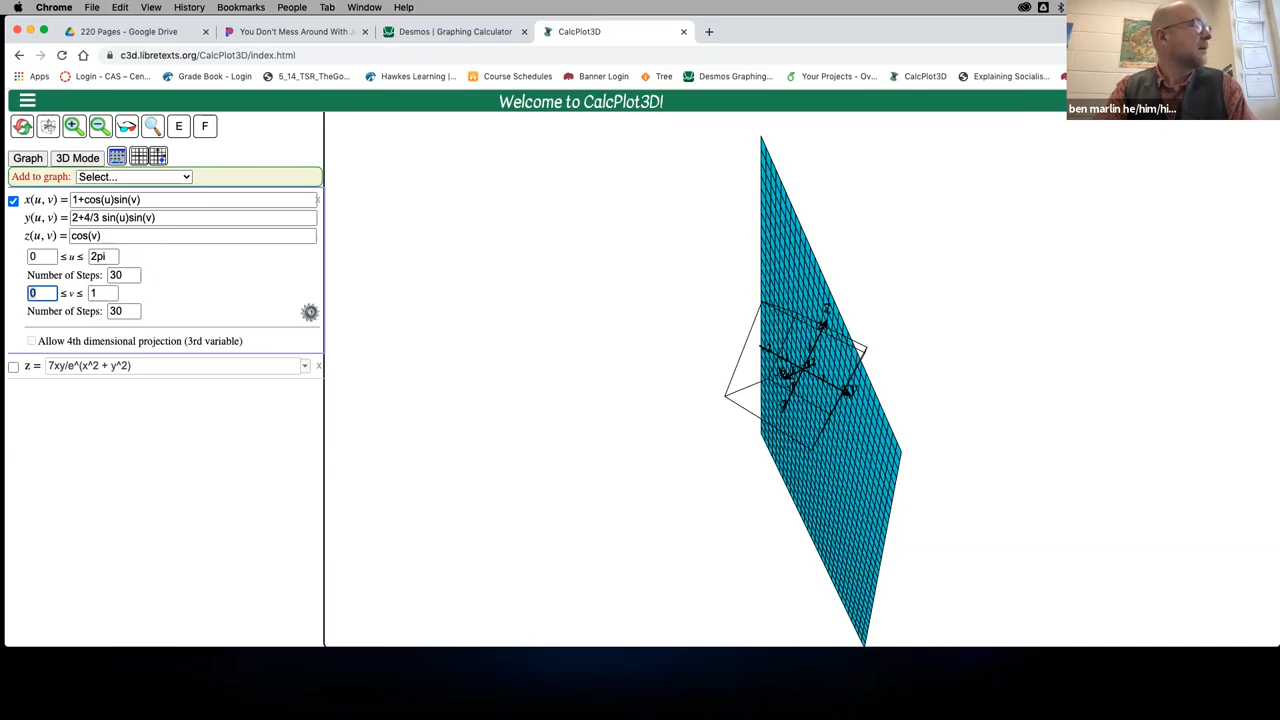 Chrome File Edit View History Bookmarks People Tab Window Help
220 Pages - Google Drive × You Don't Mess Around With × Desmos | Graphing Calculator × CalcPlot3D × +
c3d.libretexts.org/CalcPlot3D/index.html
Apps Login - CAS – Cen... Grade Book - Login 5_14_TSR_TheGo... Hawkes Learning |... Course Schedules Banner Login Tree Desmos Graphing... Your Projects - Ov... CalcPlot3D Explaining Socialis...
ben marlin he/him/hi...
Welcome to CalcPlot3D!
E F
Graph 3D Mode
Add to graph: Select...
x(u, v) = 1+cos(u)sin(v) x
y(u, v) = 2+4/3 sin(u)sin(v)
z(u, v) = cos(v)
0 ≤ u ≤ 2pi
Number of Steps: 30
0 ≤ v ≤ 1
Number of Steps: 30
Allow 4th dimensional projection (3rd variable)
z = 7xy/e^(x^2 + y^2) x